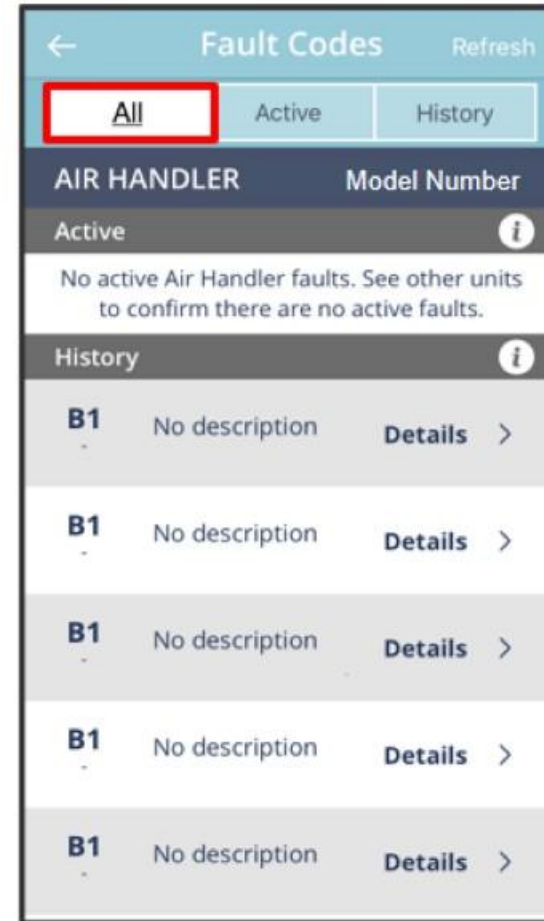 Fault Codes Refresh
All Active History
AIR HANDLER Model Number
Active i
No active Air Handler faults. See other units
to confirm there are no active faults.
History i
B1 No description Details >
-
B1 No description Details >
-
B1 No description Details >
-
B1 No description Details >
-
B1 No description Details >
-